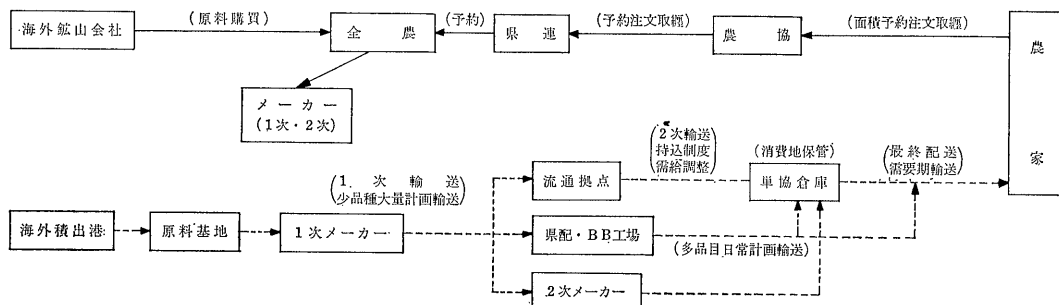 (原料購買)
(予約)
(予約注文取纒)
(面積予約注文取纒)
海外鉱山会社
全農
県連
農協
農家
メーカー
(1次・2次)
2次輸送
持込制度
需給調整
(消費地保管)
最終配送
需要期輸送
1次輸送
少品種大量計画輸送
流通拠点
単協倉庫
海外積出港
原料基地
1次メーカー
県配・BB工場
(多品目日常計画輸送)
2次メーカー